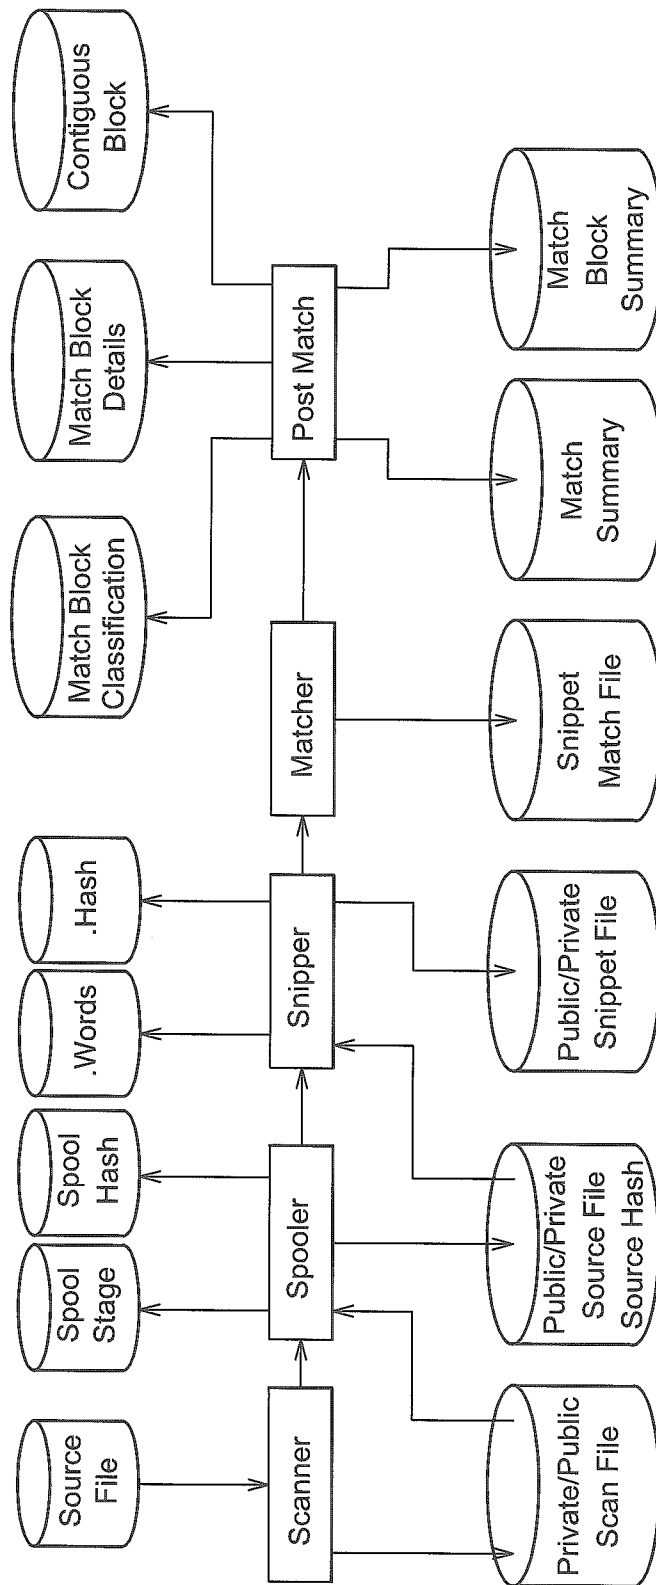 Source
File
Spool
Stage
Spool
Hash
.Words
.Hash
Match Block
Classification
Match Block
Details
Contiguous
Block
Scanner
Spooler
Snipper
Matcher
Post Match
Private/Public
Scan File
Public/Private
Source File
Source Hash
Public/Private
Snippet File
Snippet
Match File
Match
Summary
Match
Block
Summary